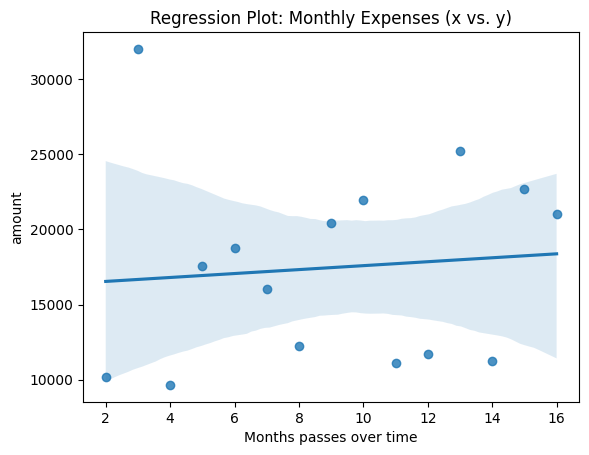 Regression Plot: Monthly Expenses (x vs. y)
30000
25000
20000
15000
10000
amount
2 4 6 8 10 12 14 16
Months passes over time